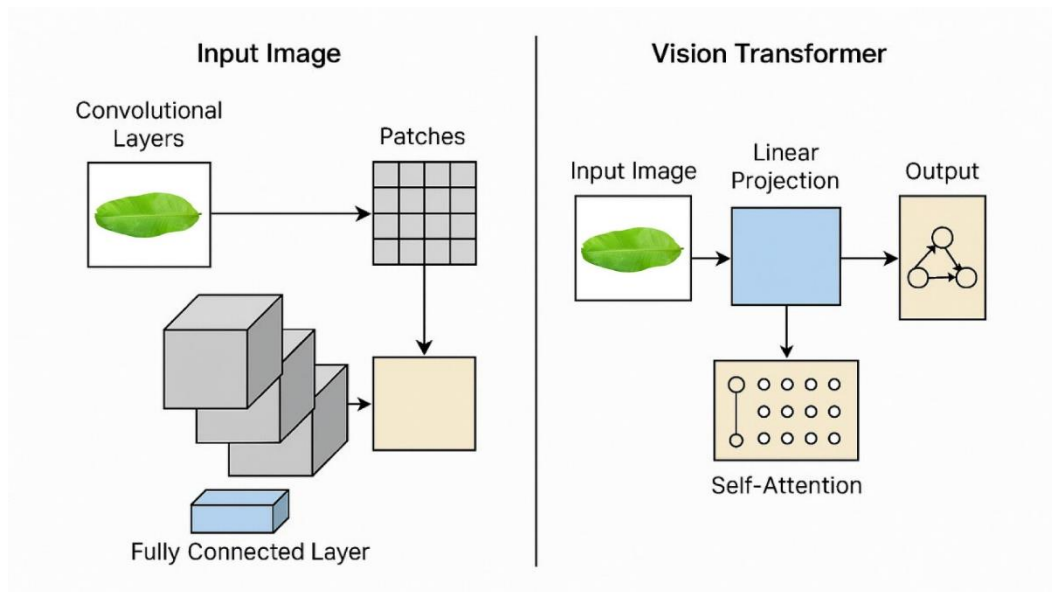 Input Image
Convolutional
Layers
Patches
Fully Connected Layer
Vision Transformer
Input Image
Linear
Projection
Output
Self-Attention